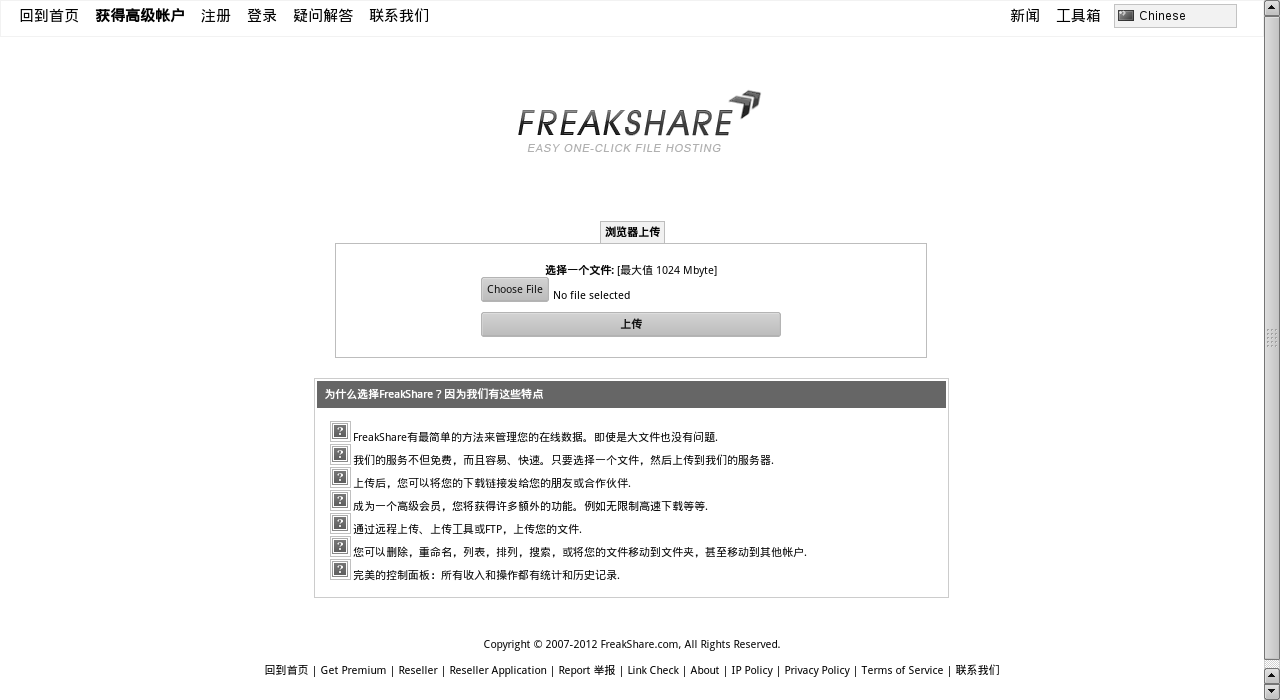 回到首页 获得高级帐户 注册 登录 疑问解答 联系我们 新闻 工具箱 Chinese
FREAKSHARE
EASY ONE-CLICK FILE HOSTING
浏览器上传
选择一个文件: [最大值 1024 Mbyte]
Choose File No file selected
上传
为什么选择FreakShare？因为我们有这些特点
FreakShare有最简单的方法来管理您的在线数据。即使是大文件也没有问题.
我们的服务不但免费，而且容易、快速。只要选择一个文件，然后上传到我们的服务器.
上传后，您可以将您的下载链接发给您的朋友或合作伙伴.
成为一个高级会员，您将获得许多额外的功能。例如无限制高速下载等等.
通过远程上传、上传工具或FTP，上传您的文件.
您可以删除，重命名，列表，排列，搜索，或将您的文件移动到文件夹，甚至移动到其他帐户.
完美的控制面板：所有收入和操作都有统计和历史记录.
Copyright © 2007-2012 FreakShare.com, All Rights Reserved.
回到首页 | Get Premium | Reseller | Reseller Application | Report 举报 | Link Check | About | IP Policy | Privacy Policy | Terms of Service | 联系我们